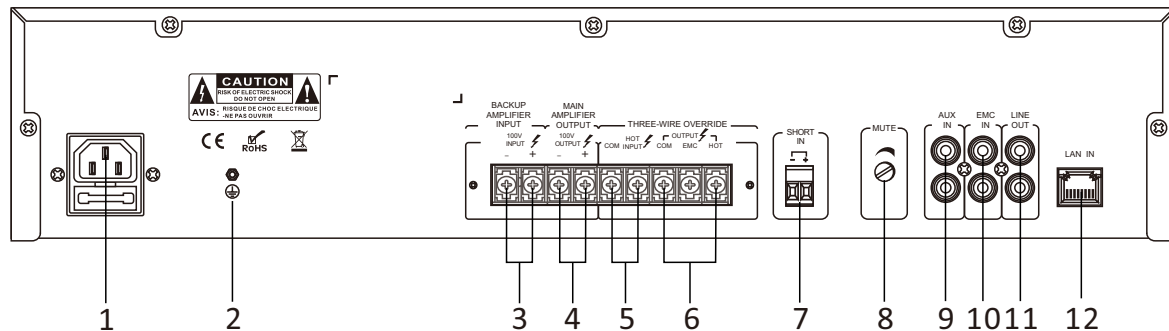 CAUTION
RISK OF ELECTRIC SHOCK
DO NOT OPEN
AVIS: RISQUE DE CHOC ELECTRIQUE
-NE PAS OUVRIR
CE
RoHS
BACKUP
AMPLIFIER
INPUT
100V
INPUT
− +
MAIN
AMPLIFIER
OUTPUT
100V
OUTPUT
− +
THREE-WIRE OVERRIDE
COM
HOT
INPUT
OUTPUT
COM EMC HOT
SHORT
IN
- +
MUTE
AUX
IN
EMC
IN
LINE
OUT
LAN IN
1 2 3 4 5 6 7 8 9 10 11 12